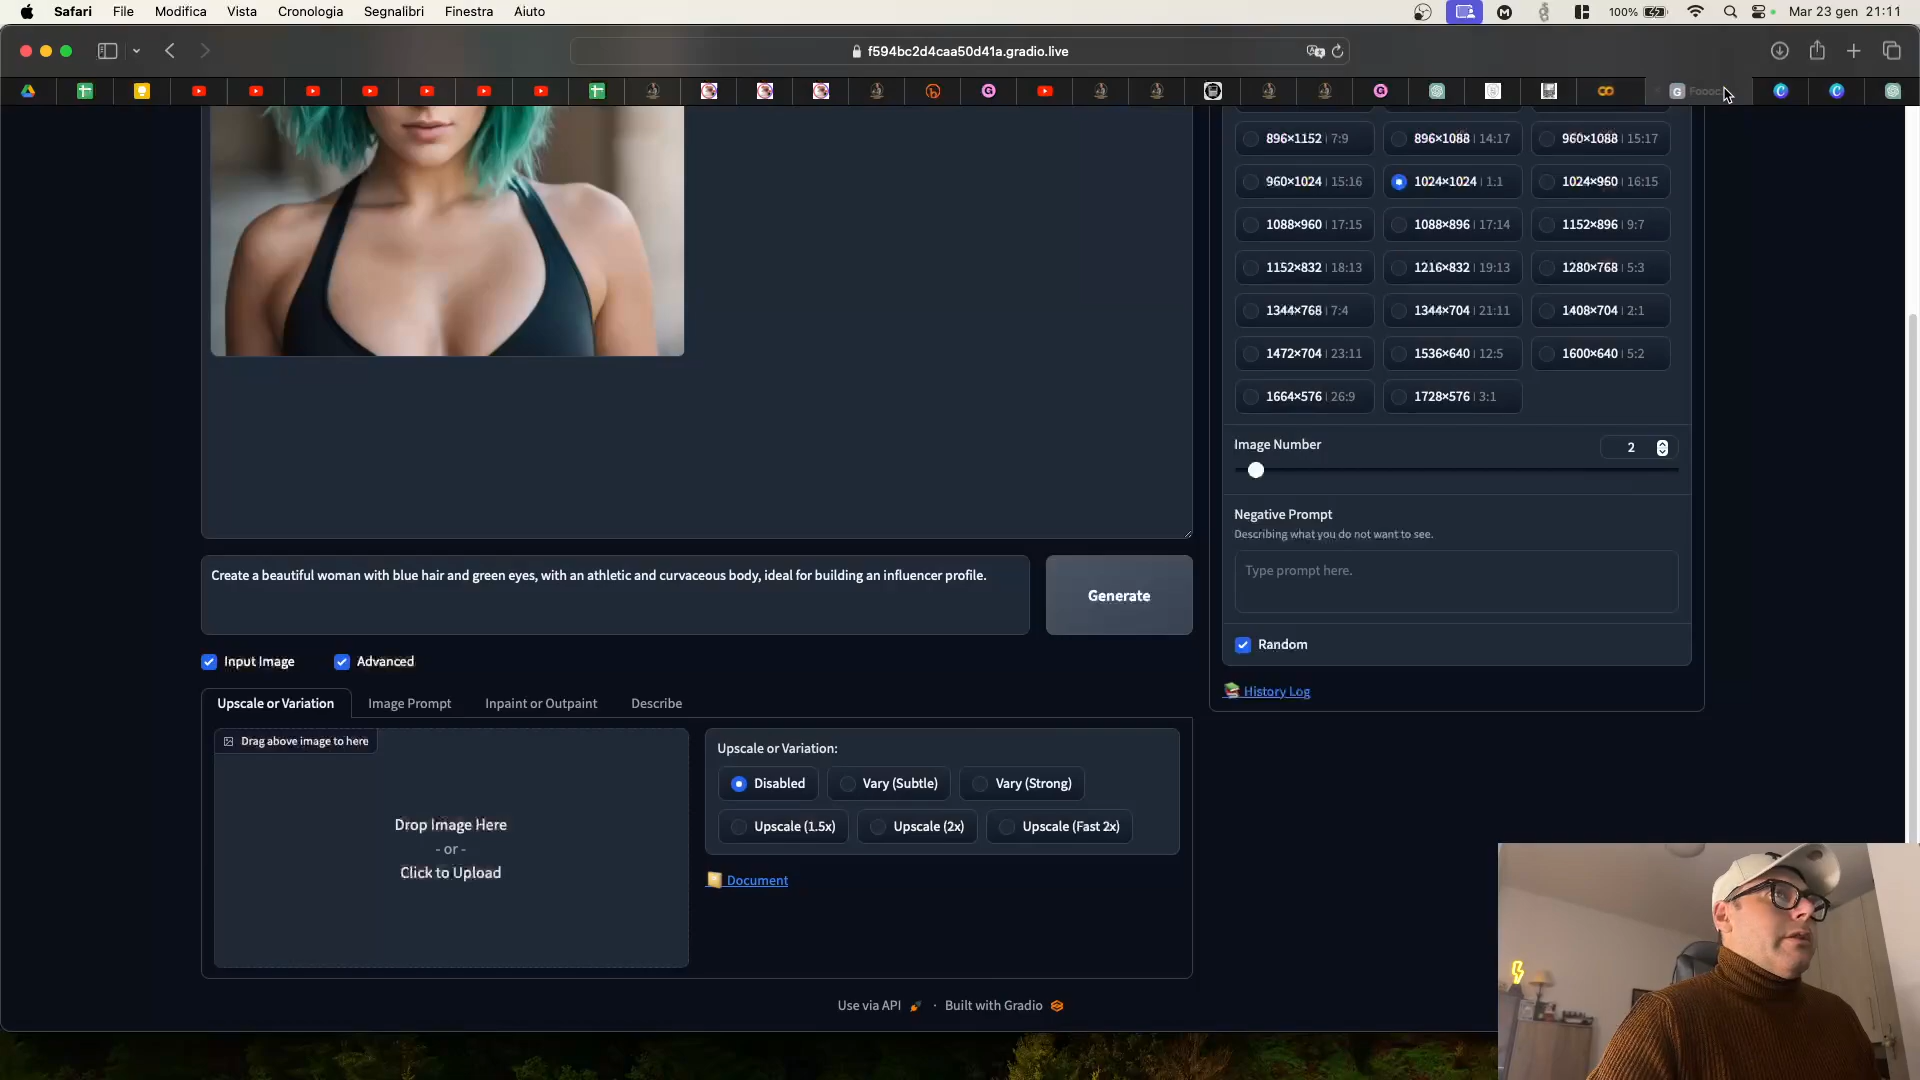 Safari File Modifica Vista Cronologia Segnalibri Finestra Aiuto 100% Mar 23 gen 21:11
f594bc2d4caa50d41a.gradio.live
Foooc
896×1152 | 7:9 896×1088 | 14:17 960×1088 | 15:17
960×1024 | 15:16 1024×1024 | 1:1 1024×960 | 16:15
1088×960 | 17:15 1088×896 | 17:14 1152×896 | 9:7
1152×832 | 18:13 1216×832 | 19:13 1280×768 | 5:3
1344×768 | 7:4 1344×704 | 21:11 1408×704 | 2:1
1472×704 | 23:11 1536×640 | 12:5 1600×640 | 5:2
1664×576 | 26:9 1728×576 | 3:1
Image Number 2
Negative Prompt
Describing what you do not want to see.
Type prompt here.
Random
History Log
Create a beautiful woman with blue hair and green eyes, with an athletic and curvaceous body, ideal for building an influencer profile.
Generate
Input Image Advanced
Upscale or Variation Image Prompt Inpaint or Outpaint Describe
Drag above image to here
Drop Image Here
- or -
Click to Upload
Upscale or Variation:
Disabled Vary (Subtle) Vary (Strong)
Upscale (1.5x) Upscale (2x) Upscale (Fast 2x)
Document
Use via API · Built with Gradio